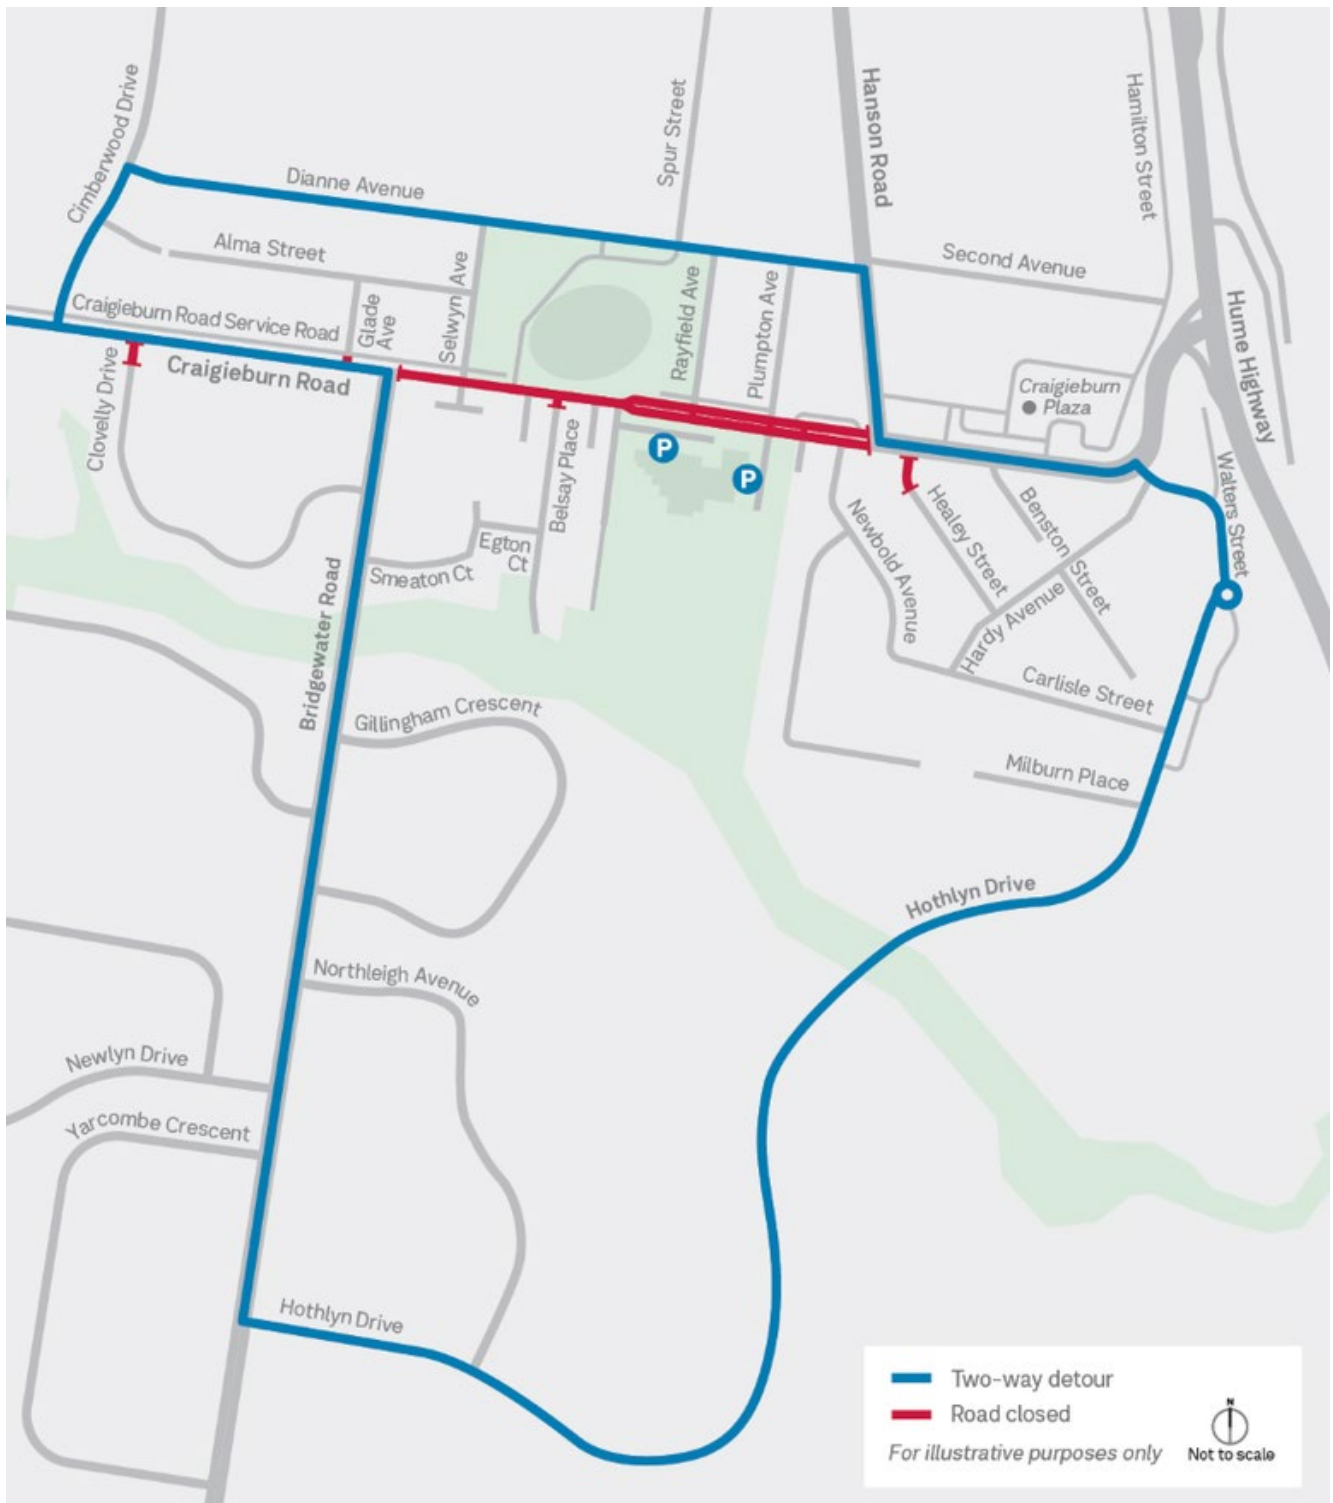 Cimberwood Drive
Dianne Avenue
Spur Street
Hanson Road
Hamilton Street
Alma Street
Second Avenue
Selwyn Ave
Rayfield Ave
Plumpton Ave
Hume Highway
Craigieburn Road Service Road
Glade
Ave
Craigieburn Road
Craigieburn
Plaza
Clovelly Drive
Belsay Place
P
P
Walters Street
Newbold Avenue
Healey Street
Benston Street
Egton
Ct
Smeaton Ct
Hardy Avenue
Bridgewater Road
Carlisle Street
Gillingham Crescent
Milburn Place
Hothlyn Drive
Northleigh Avenue
Newlyn Drive
Yarcombe Crescent
Hothlyn Drive
Two-way detour
Road closed
For illustrative purposes only
N
Not to scale